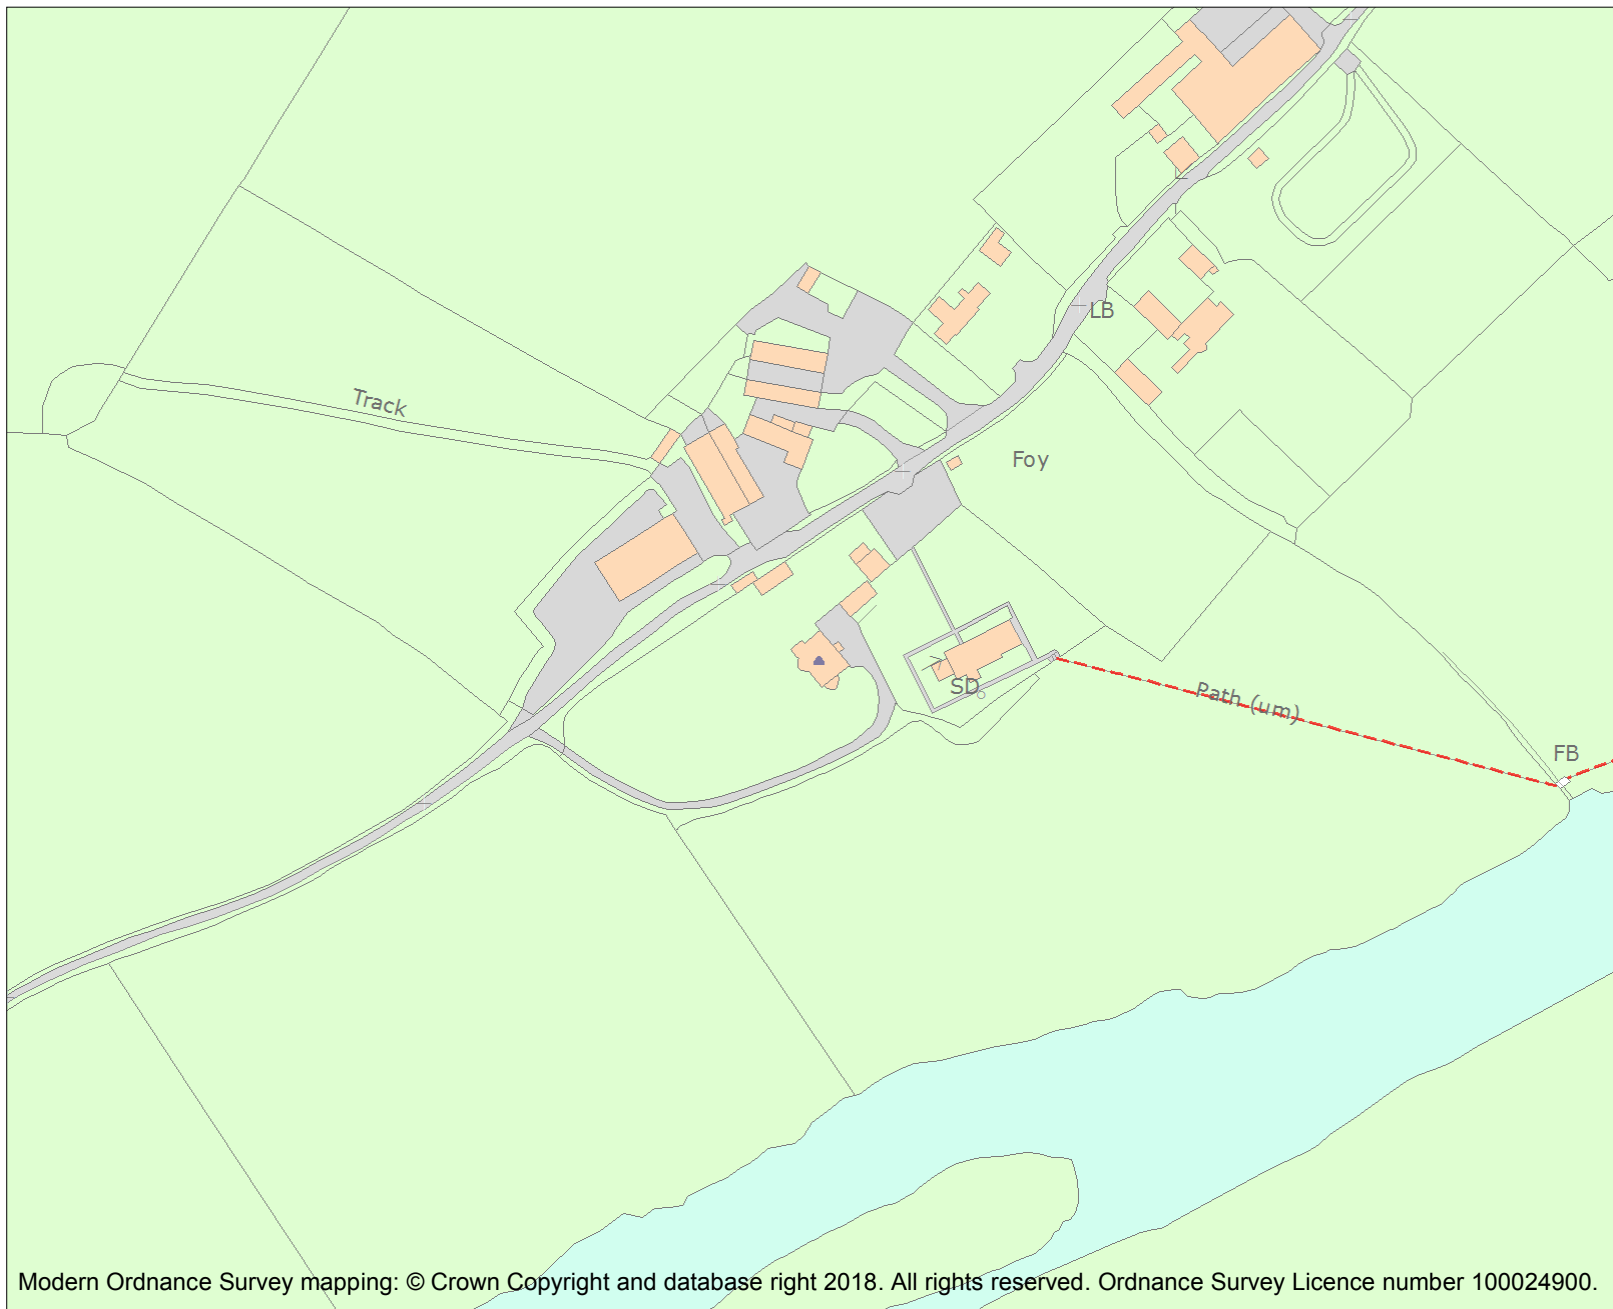 LB
Track
Foy
SD
Path (um)
FB
Modern Ordnance Survey mapping: © Crown Copyright and database right 2018. All rights reserved. Ordnance Survey Licence number 100024900.